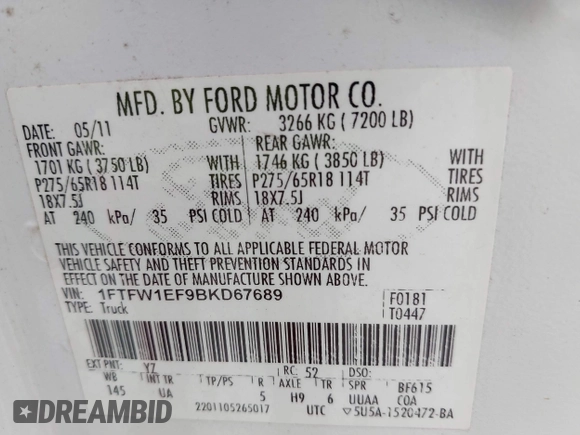 MFD. BY FORD MOTOR CO.
DATE: 05/11 GVWR: 3266 KG ( 7200 LB)
FRONT GAWR: REAR GAWR:
1701 KG ( 3750 LB) WITH 1746 KG ( 3850 LB) WITH
P275/65R18 114T TIRES P275/65R18 114T TIRES
18X7.5J RIMS 18X7.5J RIMS
AT 240 kPa/ 35 PSI COLD AT 240 kPa/ 35 PSI COLD
THIS VEHICLE CONFORMS TO ALL APPLICABLE FEDERAL MOTOR
VEHICLE SAFETY AND THEFT PREVENTION STANDARDS IN
EFFECT ON THE DATE OF MANUFACTURE SHOWN ABOVE.
VIN: 1FTFW1EF9BKD67689 F0181
TYPE: Truck T0447
EXT PNT: YZ RC: 52 DSO:
WB INT TR TP/PS R AXLE TR SPR BF615
145 UA 5 H9 6 UUAA COA
2201105265017 UTC ▽5U5A-1520472-BA
DREAMBID